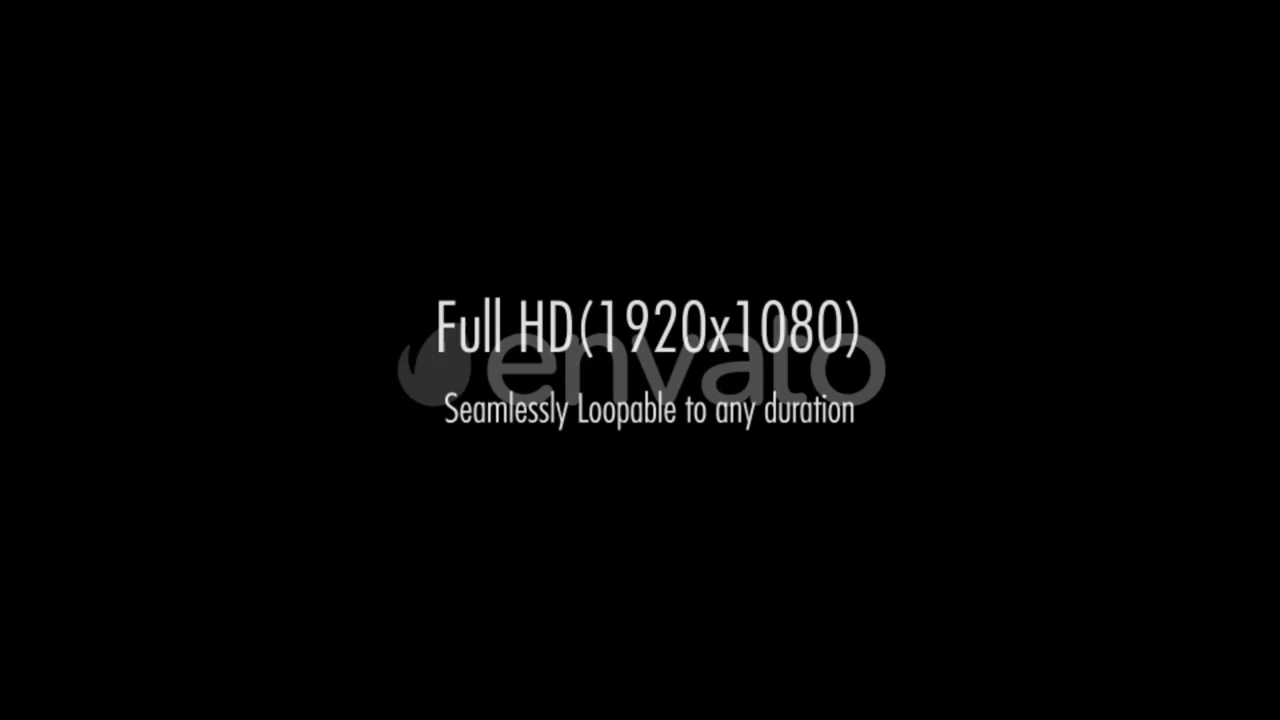 Full HD(1920x1080)
envato
Seamlessly Loopable to any duration